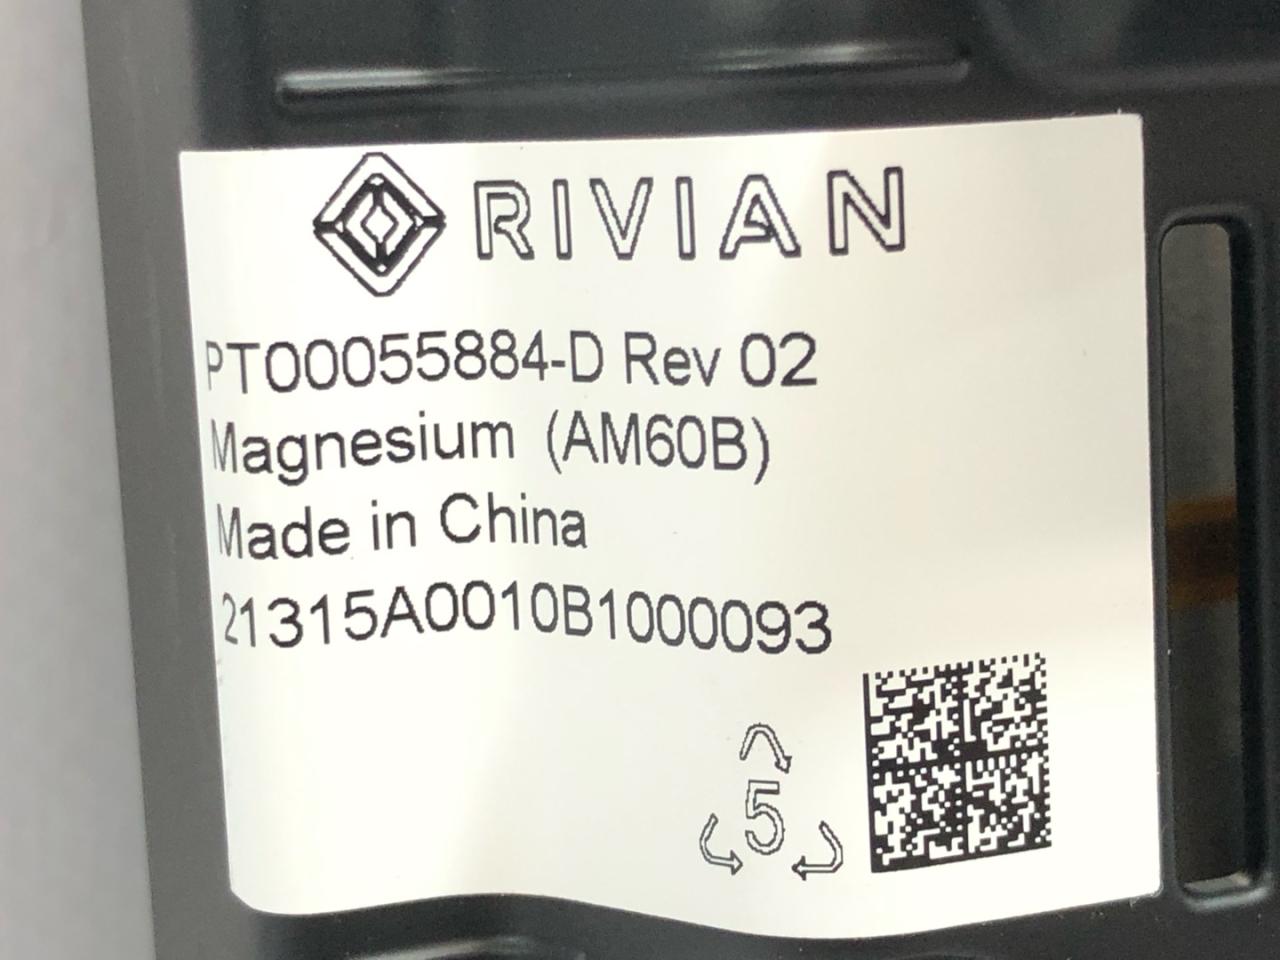 RIVIAN
PT00055884-D Rev 02
Magnesium (AM60B)
Made in China
21315A0010B1000093
5